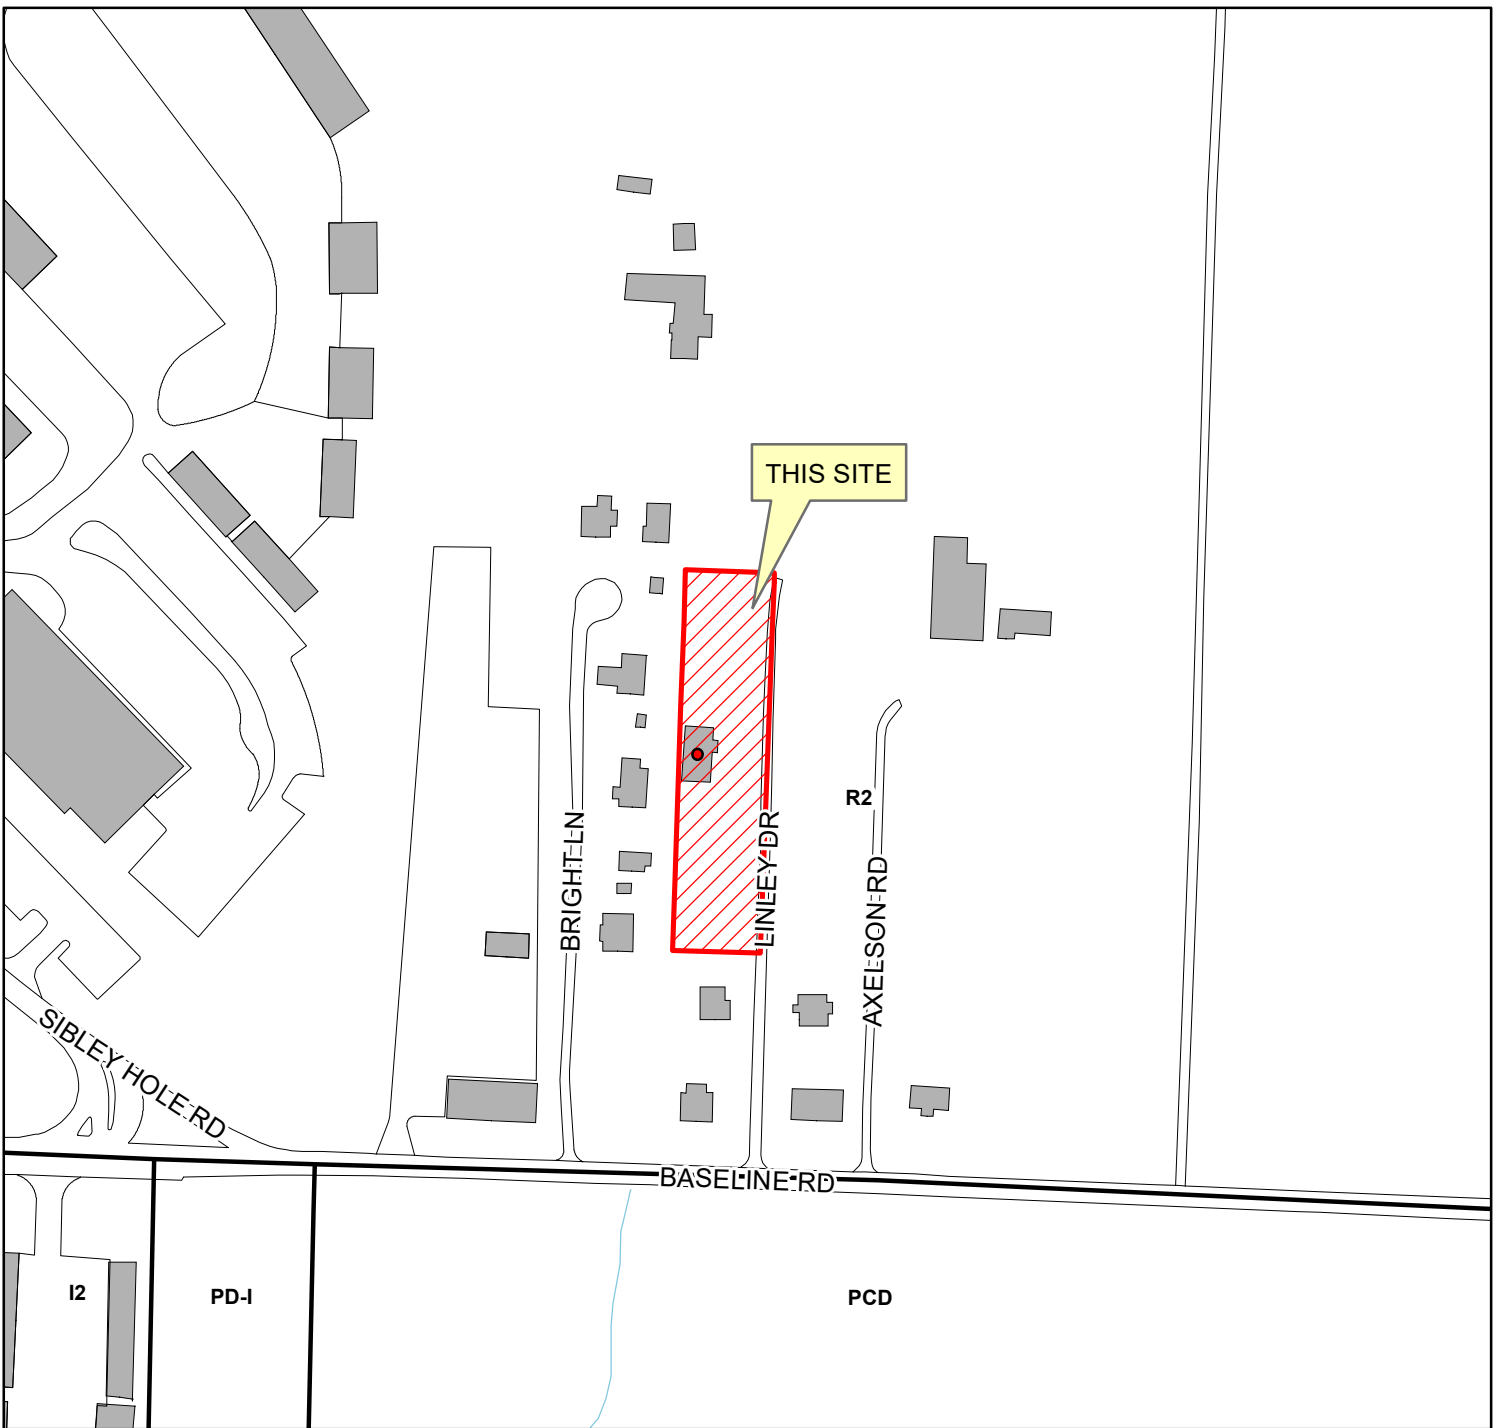 THIS SITE
R2
BRIGHT LN
LINLEY DR
AXELSON RD
SIBLEY HOLE RD
BASELINE RD
I2
PD-I
PCD